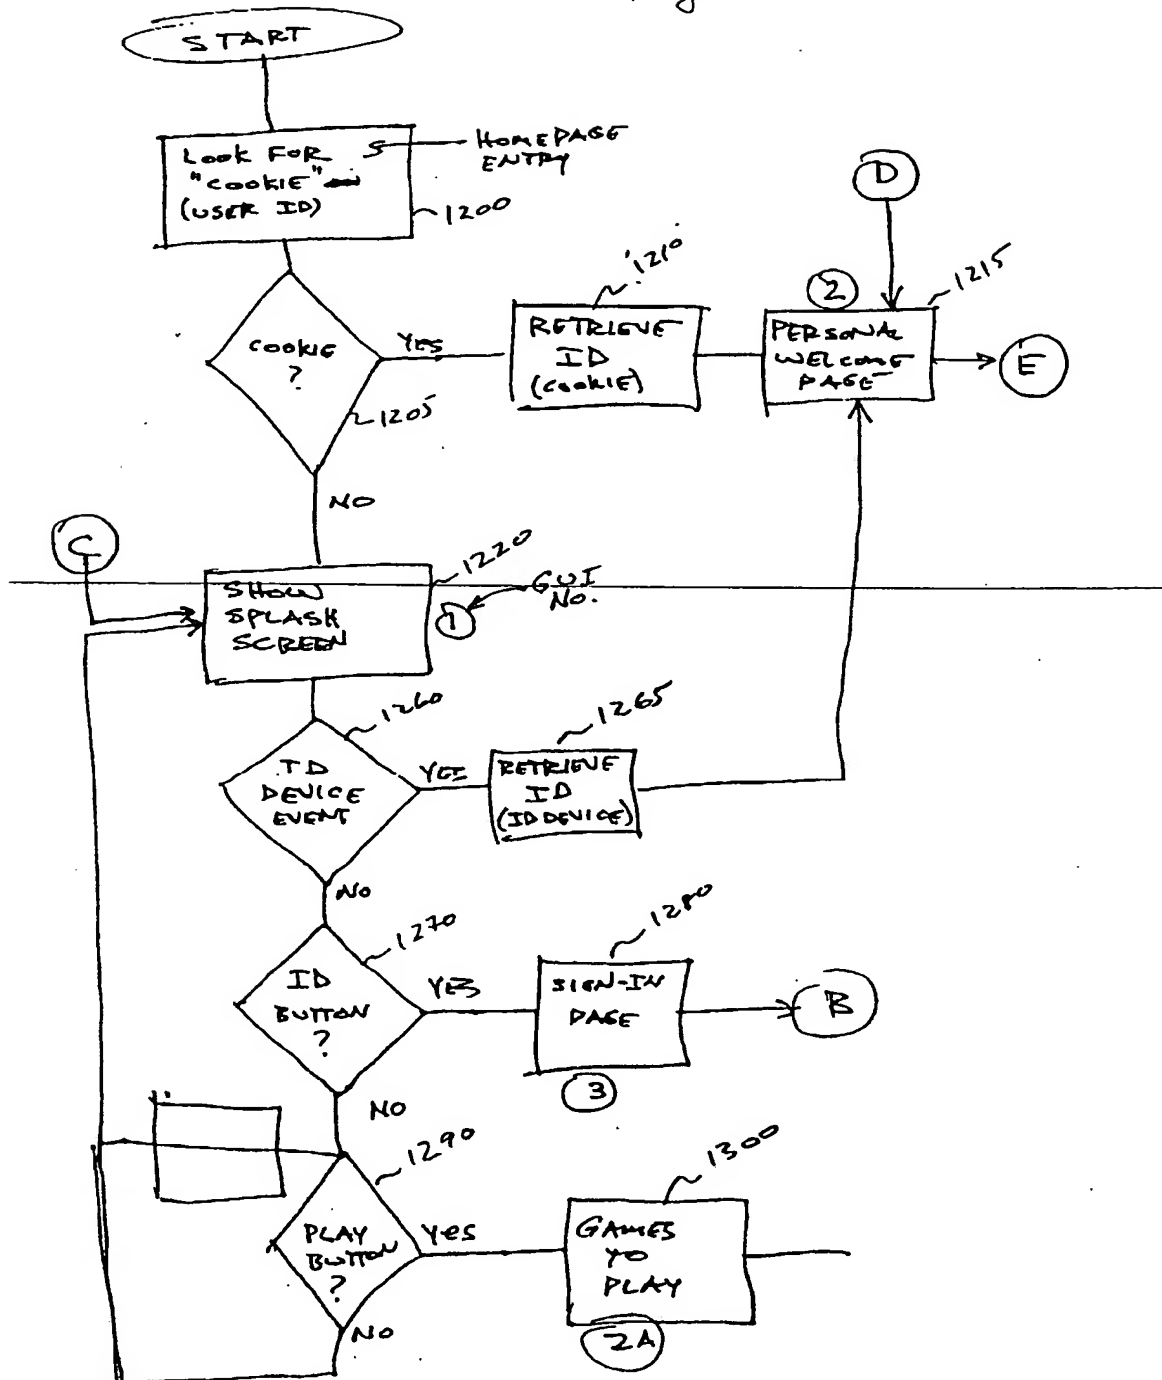 START
LOOK FOR
"COOKIE"
(USER ID)
HOMEPAGE
ENTRY
1200
D
COOKIE
?
YES
1205
1210
RETRIEVE
ID
(COOKIE)
2
1215
PERSONAL
WELCOME
PAGE
E
NO
C
1220
SHOW
SPLASH
SCREEN
1
GUI
NO.
1260
ID
DEVICE
EVENT
YES
1265
RETRIEVE
ID
(ID DEVICE)
NO
1270
ID
BUTTON
?
YES
1280
SIGN-IN
PAGE
3
B
NO
1290
PLAY
BUTTON
?
YES
1300
GAMES
TO
PLAY
2A
NO